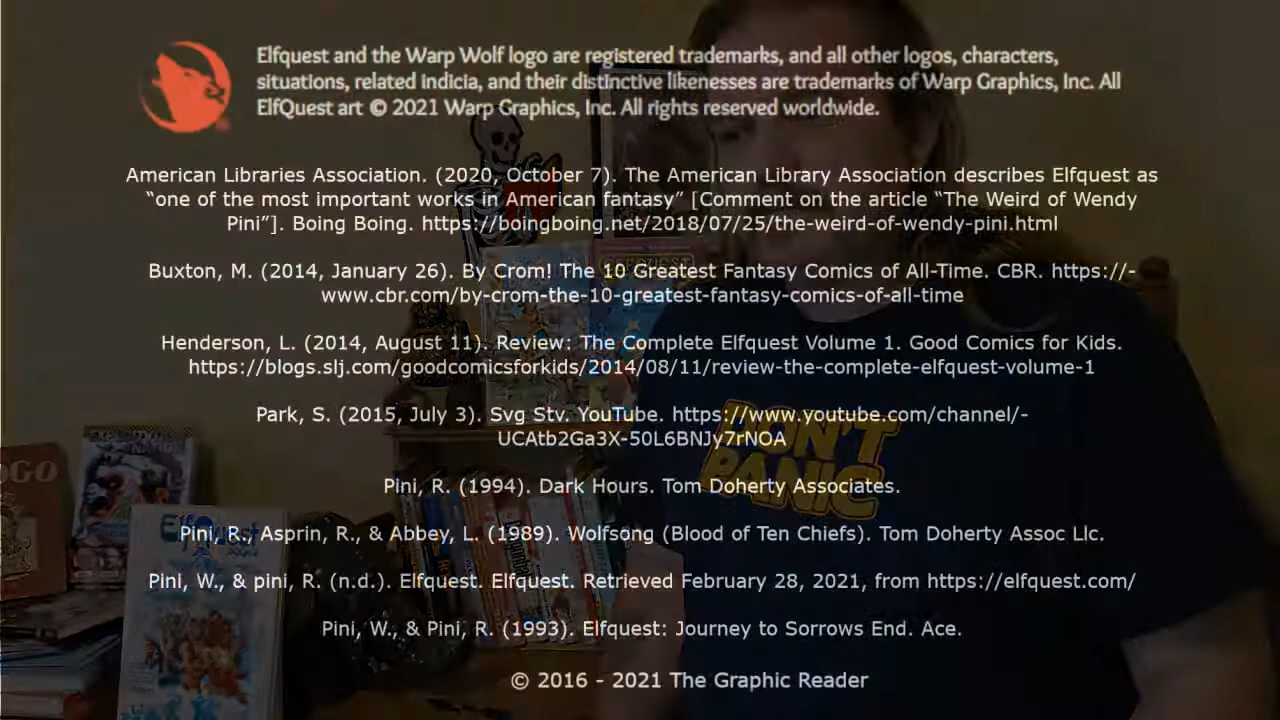 Elfquest and the Warp Wolf logo are registered trademarks, and all other logos, characters,
situations, related indicia, and their distinctive likenesses are trademarks of Warp Graphics, Inc. All
ElfQuest art © 2021 Warp Graphics, Inc. All rights reserved worldwide.
American Libraries Association. (2020, October 7). The American Library Association describes Elfquest as
“one of the most important works in American fantasy” [Comment on the article “The Weird of Wendy
Pini”]. Boing Boing. https://boingboing.net/2018/07/25/the-weird-of-wendy-pini.html
Buxton, M. (2014, January 26). By Crom! The 10 Greatest Fantasy Comics of All-Time. CBR. https://-
www.cbr.com/by-crom-the-10-greatest-fantasy-comics-of-all-time
Henderson, L. (2014, August 11). Review: The Complete Elfquest Volume 1. Good Comics for Kids.
https://blogs.slj.com/goodcomicsforkids/2014/08/11/review-the-complete-elfquest-volume-1
Park, S. (2015, July 3). Svg Stv. YouTube. https://www.youtube.com/channel/-
UCAtb2Ga3X-50L6BNJy7rNOA
DON'T
PANIC
Pini, R. (1994). Dark Hours. Tom Doherty Associates.
ElfQuest
Pini, R., Asprin, R., & Abbey, L. (1989). Wolfsong (Blood of Ten Chiefs). Tom Doherty Assoc Llc.
Pini, W., & pini, R. (n.d.). Elfquest. Elfquest. Retrieved February 28, 2021, from https://elfquest.com/
Pini, W., & Pini, R. (1993). Elfquest: Journey to Sorrows End. Ace.
© 2016 - 2021 The Graphic Reader